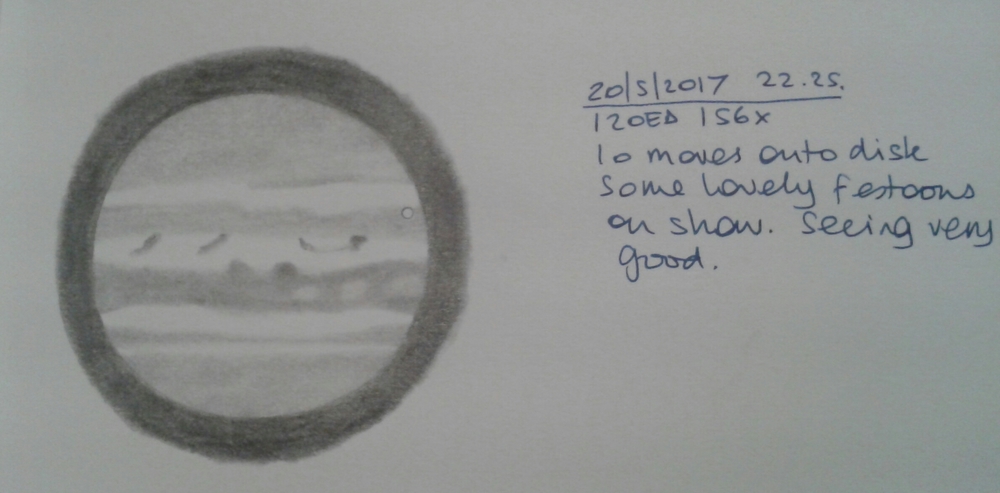 20/5/2017 22.25.
120ED 156x
Io moves onto disk
Some lovely festoons
on show. Seeing very
good.